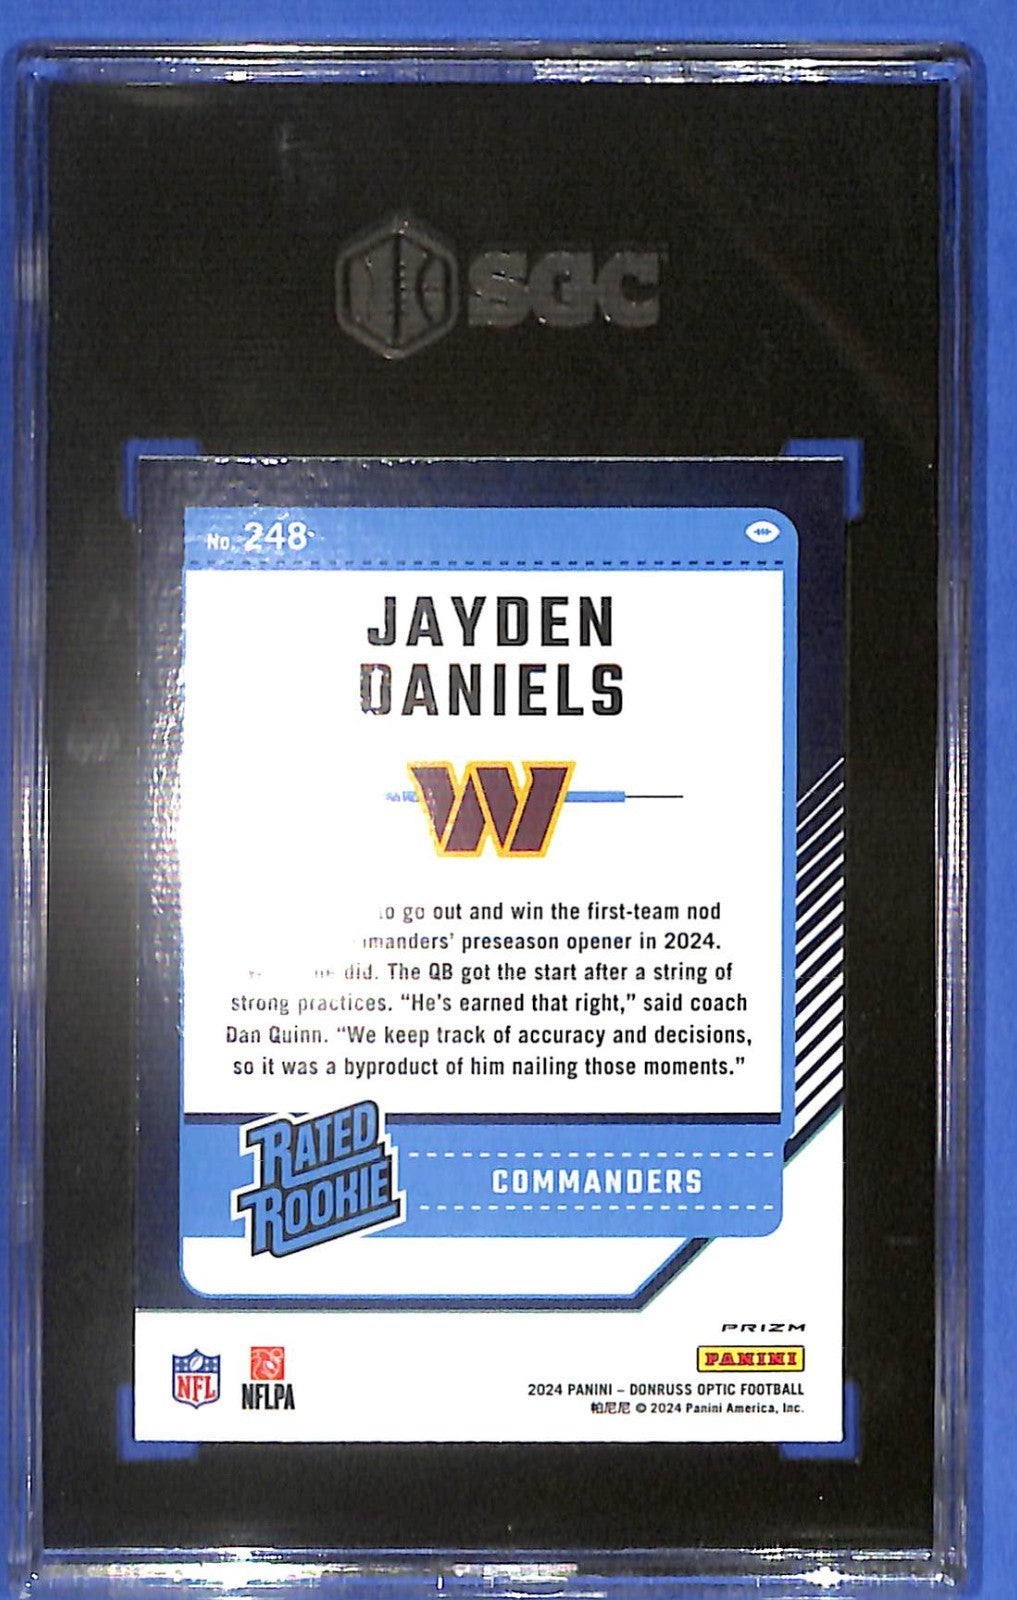 SGC
No. 248
JAYDEN
DANIELS
W
go out and win the first-team nod
preseason opener in 2024.
did. The QB got the start after a string of
strong practices. “He's earned that right,” said coach
Dan Quinn. “We keep track of accuracy and decisions,
so it was a byproduct of him nailing those moments.”
RATED
ROOKIE
COMMANDERS
PRIZM
PANINI
NFL
NFLPA
2024 PANINI – DONRUSS OPTIC FOOTBALL
帕尼尼 © 2024 Panini America, Inc.